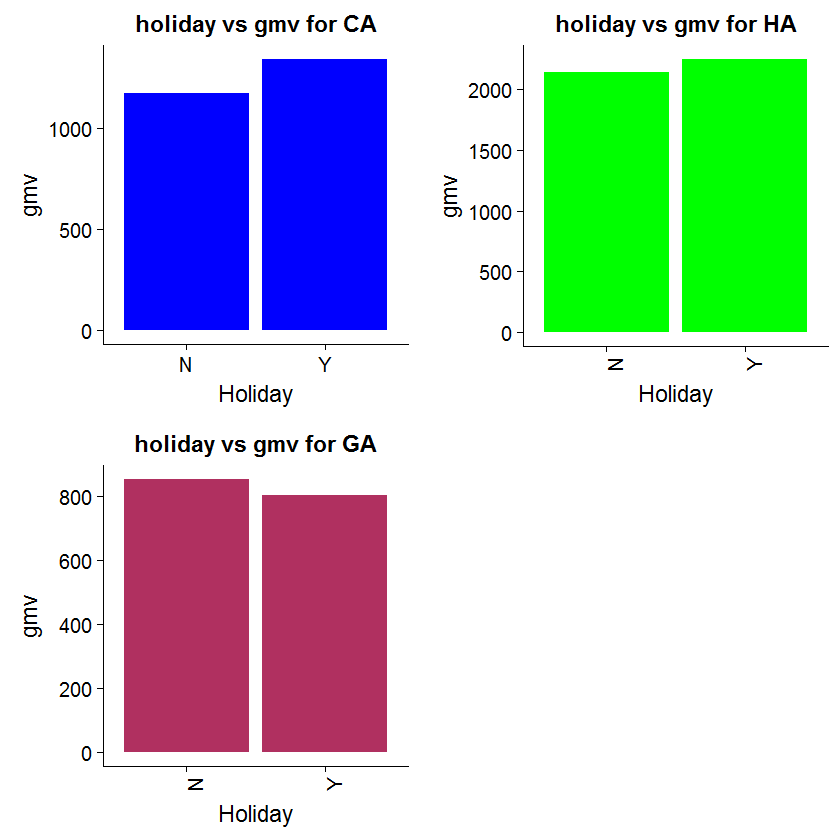 holiday vs gmv for CA
gmv
1000
500
0
N Y
Holiday
holiday vs gmv for HA
gmv
2000
1500
1000
500
0
N Y
Holiday
holiday vs gmv for GA
gmv
800
600
400
200
0
N Y
Holiday